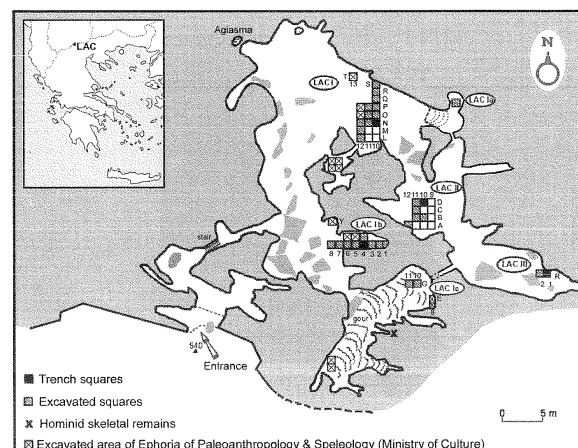 LAC
Agiasma
N
LAC I
T
13
S
R
Q
P
O
N
M
L
12 11 10
LAC Ia
LAC II
12 11 10 9
D
C
B
A
stair
Y
LAC Ib
8 7 6 5 4 3 2 1
LAC III
R
2 1
11 10
G
LAC Ic
gour
540
Entrance
Trench squares
Excavated squares
Hominid skeletal remains
0 5 m
Excavated area of Ephoria of Paleoanthropology & Speleology (Ministry of Culture)